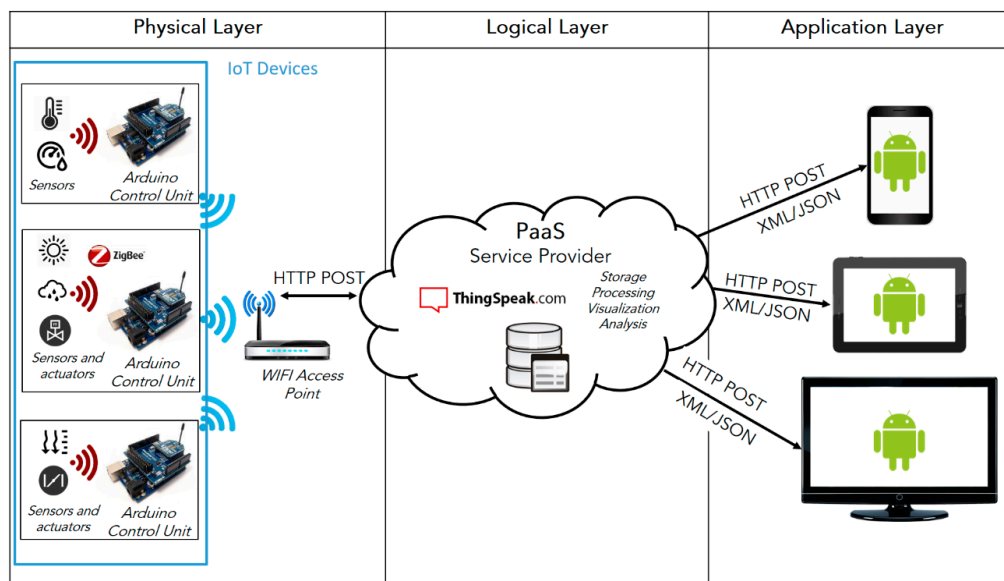 Physical Layer
Logical Layer
Application Layer
IoT Devices
Sensors
Arduino
Control Unit
ZigBee
Sensors and
actuators
Arduino
Control Unit
Sensors and
actuators
Arduino
Control Unit
WIFI Access
Point
HTTP POST
PaaS
Service Provider
ThingSpeak.com
Storage
Processing
Visualization
Analysis
HTTP POST
XML/JSON
HTTP POST
XML/JSON
HTTP POST
XML/JSON